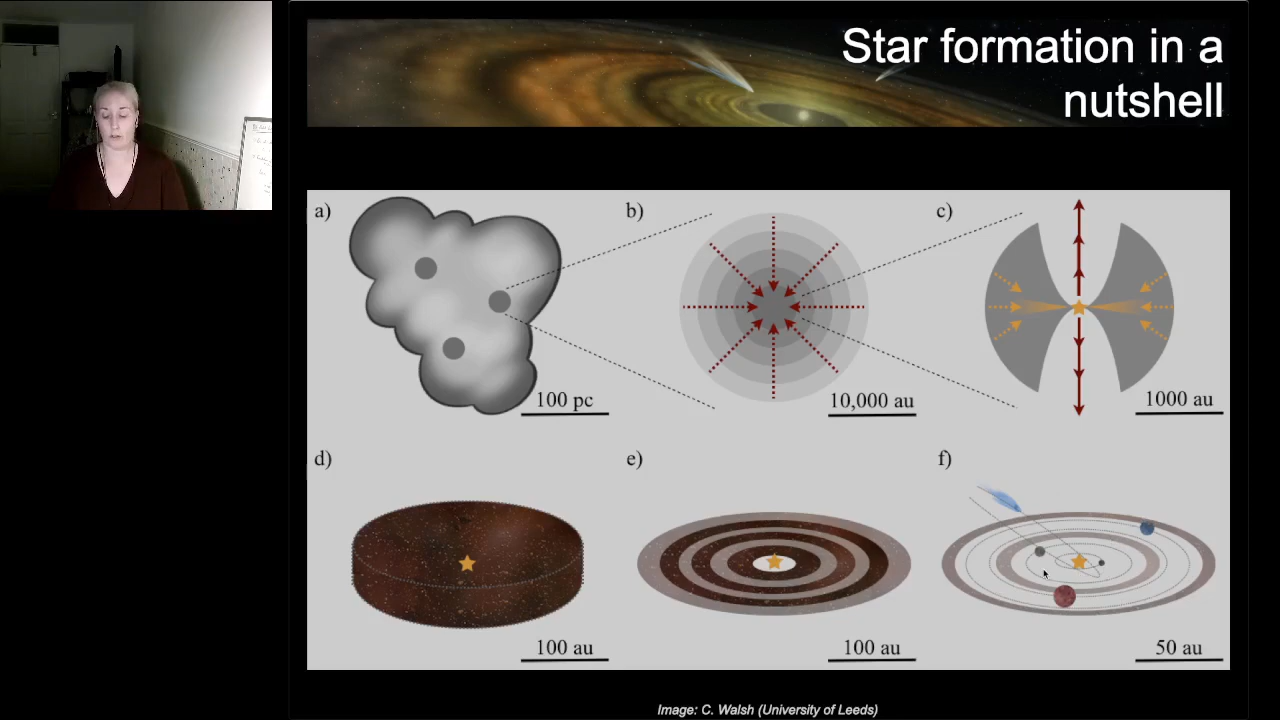 Star formation in a
nutshell
a)
b)
c)
100 pc
10,000 au
1000 au
d)
e)
f)
100 au
100 au
50 au
Image: C. Walsh (University of Leeds)